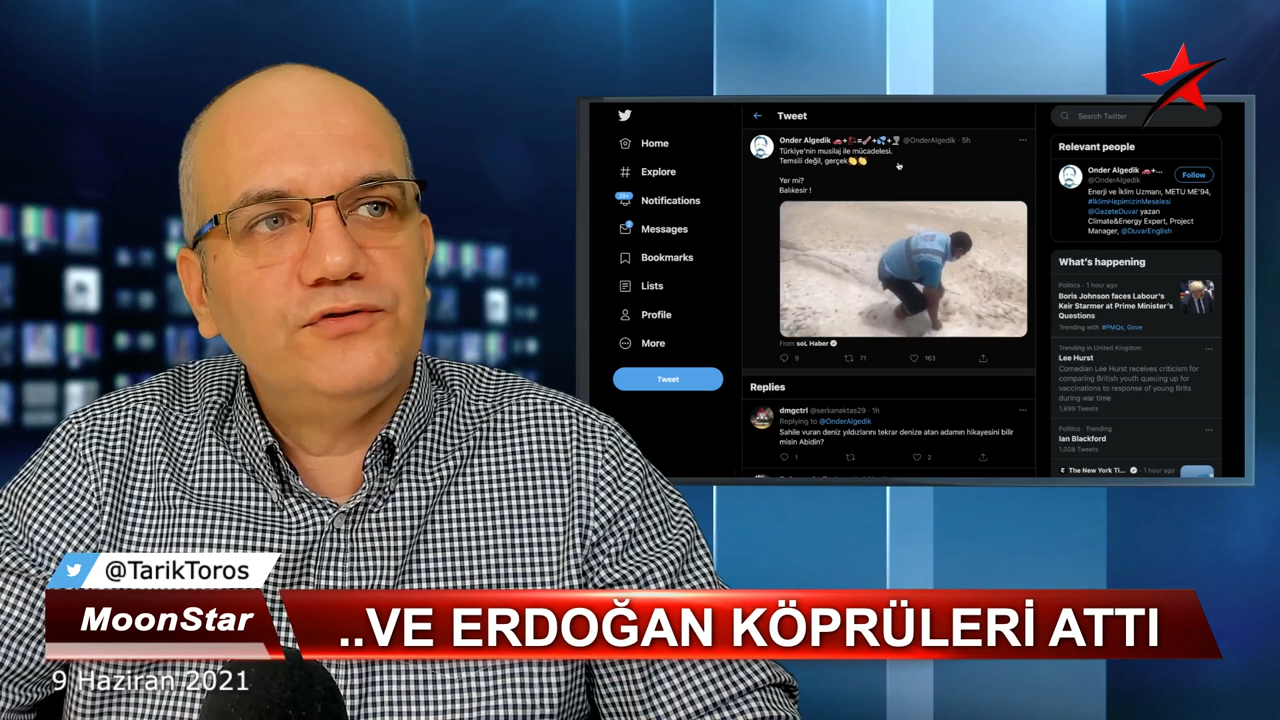 Tweet
Home
Explore
Notifications
20+
Messages
Bookmarks
Lists
Profile
More
Tweet
Onder Algedik @OnderAlgedik · 5h
Türkiye'nin musilaj ile mücadelesi.
Temsili değil, gerçek
Yer mi?
Balıkesir !
From soL Haber
9 71 163
Replies
dmgctrl @serkanaktas29 · 1h
Replying to @OnderAlgedik
Sahile vuran deniz yıldızlarını tekrar denize atan adamın hikayesini bilir
misin Abidin?
1 2
Search Twitter
Relevant people
Onder Algedik
Follow
@OnderAlgedik
Enerji ve İklim Uzmanı, METU ME'94,
#İklimHepimizinMeselesi
@GazeteDuvar yazarı
Climate&Energy Expert, Project
Manager, @DuvarEnglish
What's happening
Politics · 1 hour ago
Boris Johnson faces Labour's
Keir Starmer at Prime Minister's
Questions
Trending with #PMQs, Gove
Trending in United Kingdom
Lee Hurst
Comedian Lee Hurst receives criticism for
comparing British youth queuing up for
vaccinations to response of young Brits
during war time
1,899 Tweets
Politics · Trending
Ian Blackford
1,008 Tweets
The New York Ti... · 1 hour ago
@TarikToros
MoonStar
..VE ERDOĞAN KÖPRÜLERİ ATTI
9 Haziran 2021